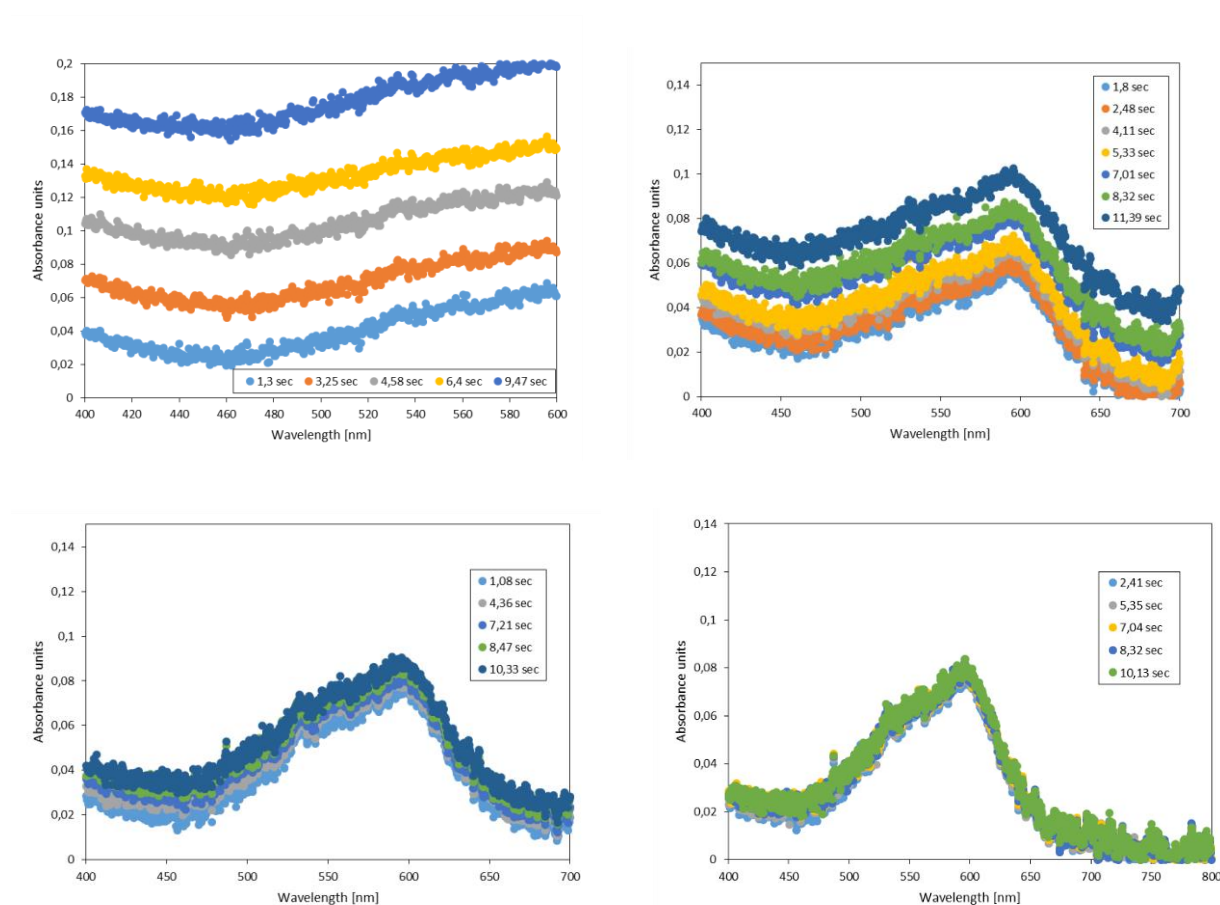 0,2
0,18
0,16
0,14
0,12
0,1
0,08
0,06
0,04
0,02
0
Absorbance units
1,3 sec 3,25 sec 4,58 sec 6,4 sec 9,47 sec
400 420 440 460 480 500 520 540 560 580 600
Wavelength [nm]
0,14
0,12
0,1
0,08
0,06
0,04
0,02
0
Absorbance units
1,8 sec
2,48 sec
4,11 sec
5,33 sec
7,01 sec
8,32 sec
11,39 sec
400 450 500 550 600 650 700
Wavelength [nm]
0,14
0,12
0,1
0,08
0,06
0,04
0,02
0
Absorbance units
1,08 sec
4,36 sec
7,21 sec
8,47 sec
10,33 sec
400 450 500 550 600 650 700
Wavelength [nm]
0,14
0,12
0,1
0,08
0,06
0,04
0,02
0
Absorbance units
2,41 sec
5,35 sec
7,04 sec
8,32 sec
10,13 sec
400 450 500 550 600 650 700 750 800
Wavelength [nm]